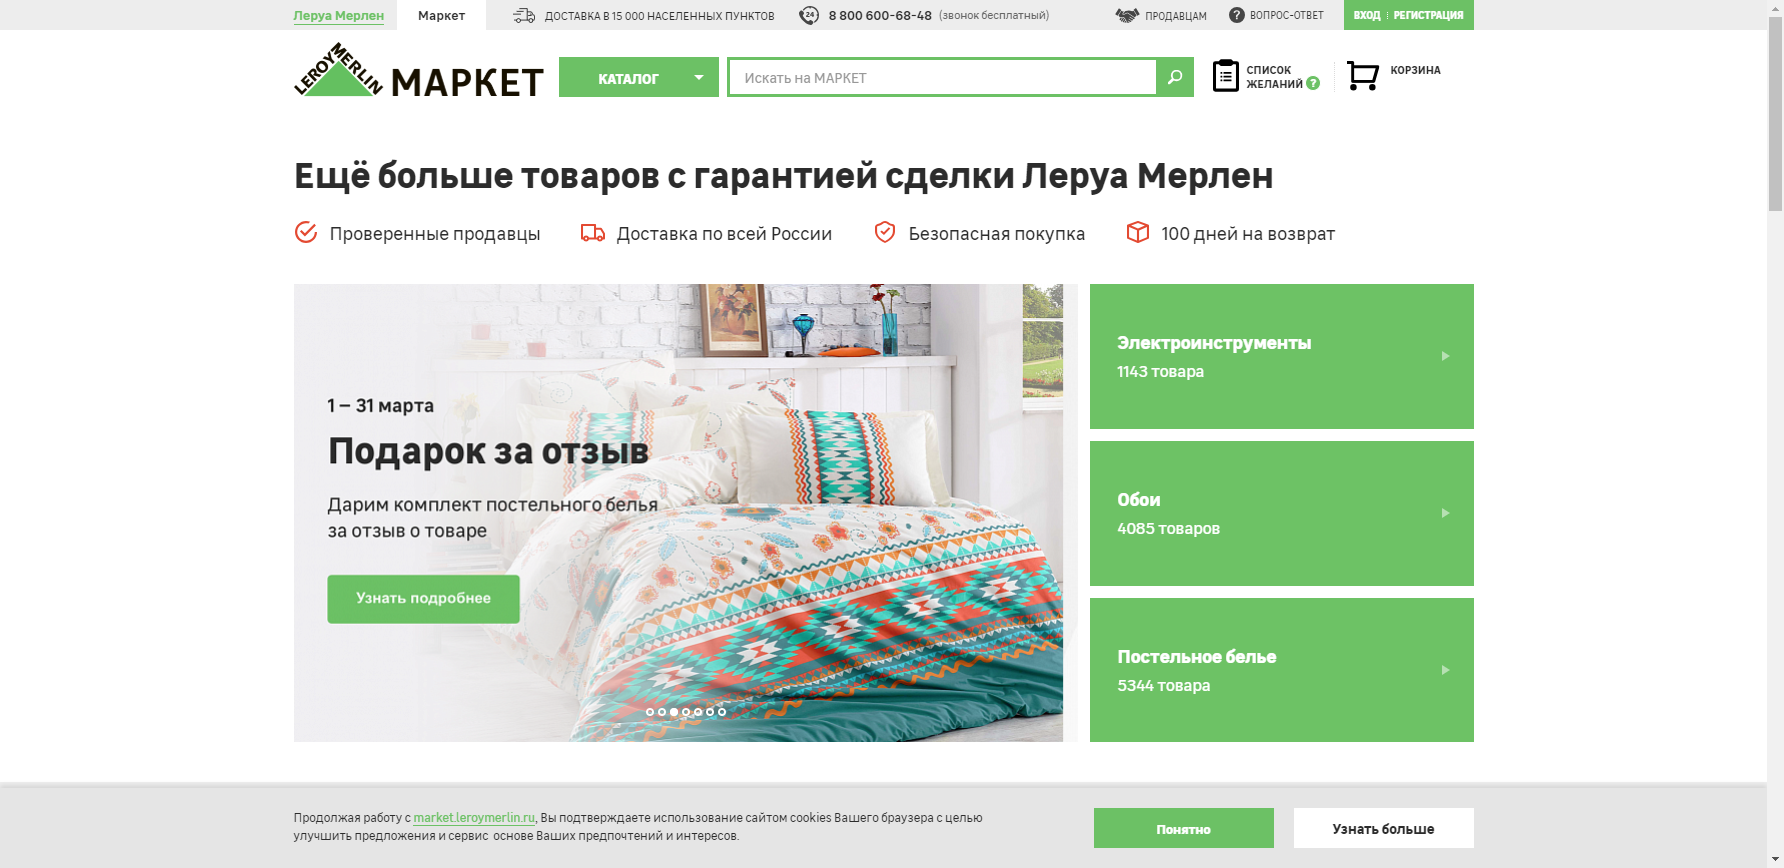 Леруа Мерлен
Маркет
ДОСТАВКА В 15 000 НАСЕЛЕННЫХ ПУНКТОВ
24
8 800 600-68-48 (звонок бесплатный)
ПРОДАВЦАМ
? ВОПРОС-ОТВЕТ
ВХОД РЕГИСТРАЦИЯ
LEROY MERLIN
МАРКЕТ
КАТАЛОГ
Искать на МАРКЕТ
СПИСОК
ЖЕЛАНИЙ ?
КОРЗИНА
Ещё больше товаров с гарантией сделки Леруа Мерлен
Проверенные продавцы
Доставка по всей России
Безопасная покупка
100 дней на возврат
1 – 31 марта
Подарок за отзыв
Дарим комплект постельного белья
за отзыв о товаре
Узнать подробнее
Электроинструменты
1143 товара
Обои
4085 товаров
Постельное белье
5344 товара
Продолжая работу с market.leroymerlin.ru, Вы подтверждаете использование сайтом cookies Вашего браузера с целью
улучшить предложения и сервис основе Ваших предпочтений и интересов.
Понятно
Узнать больше